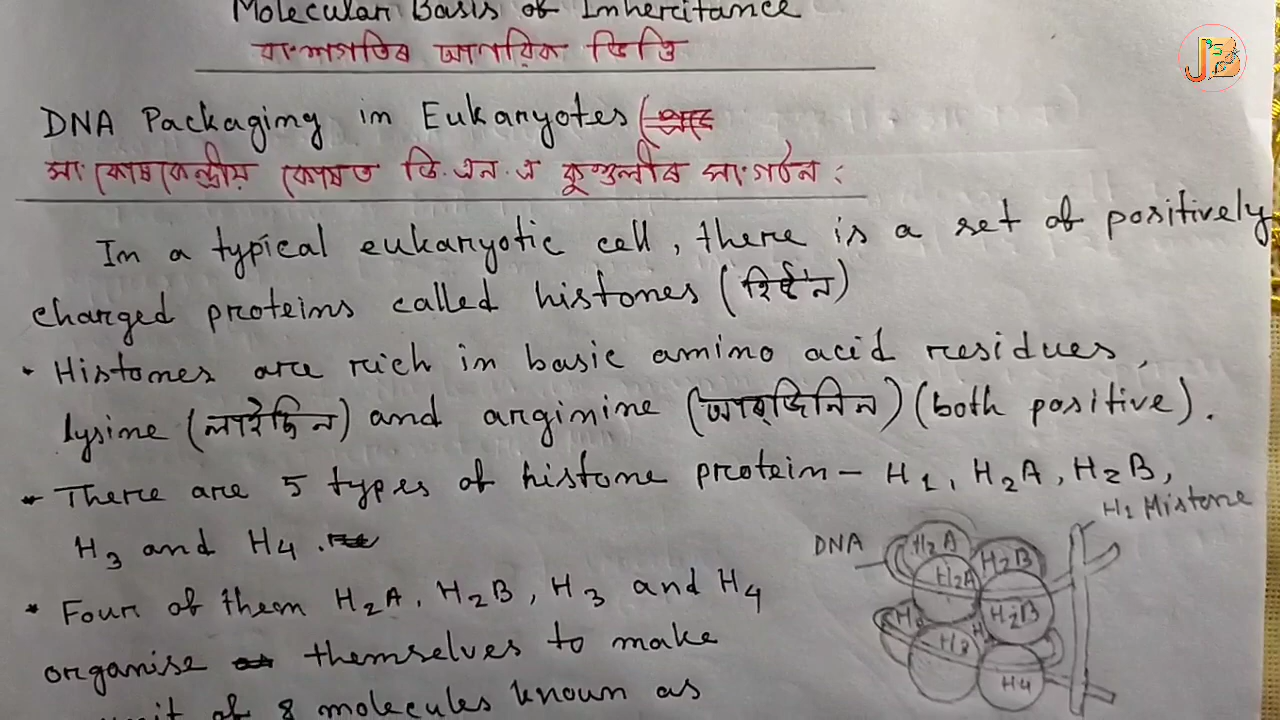 Molecular Basis of Inheritance
বংশগতিৰ আণৱিক ভিত্তি
DNA Packaging in Eukaryotes (
সংকোষকেন্দ্ৰীয় কোষত ডি.এন.এ কুণ্ডলীৰ সংগঠন :
In a typical eukaryotic cell, there is a set of positively
charged proteins called histones (হিষ্টন)
• Histones are rich in basic amino acid residues,
lysine (লাইচিন) and arginine (আৰ্জিনিন) (both positive).
• There are 5 types of histone protein – H1, H2A, H2B,
H3 and H4.
• Four of them H2A, H2B, H3 and H4
organise themselves to make
unit of 8 molecules known as
H1 Histone
DNA
H2A
H2B
H2A
H2B
H3
H4